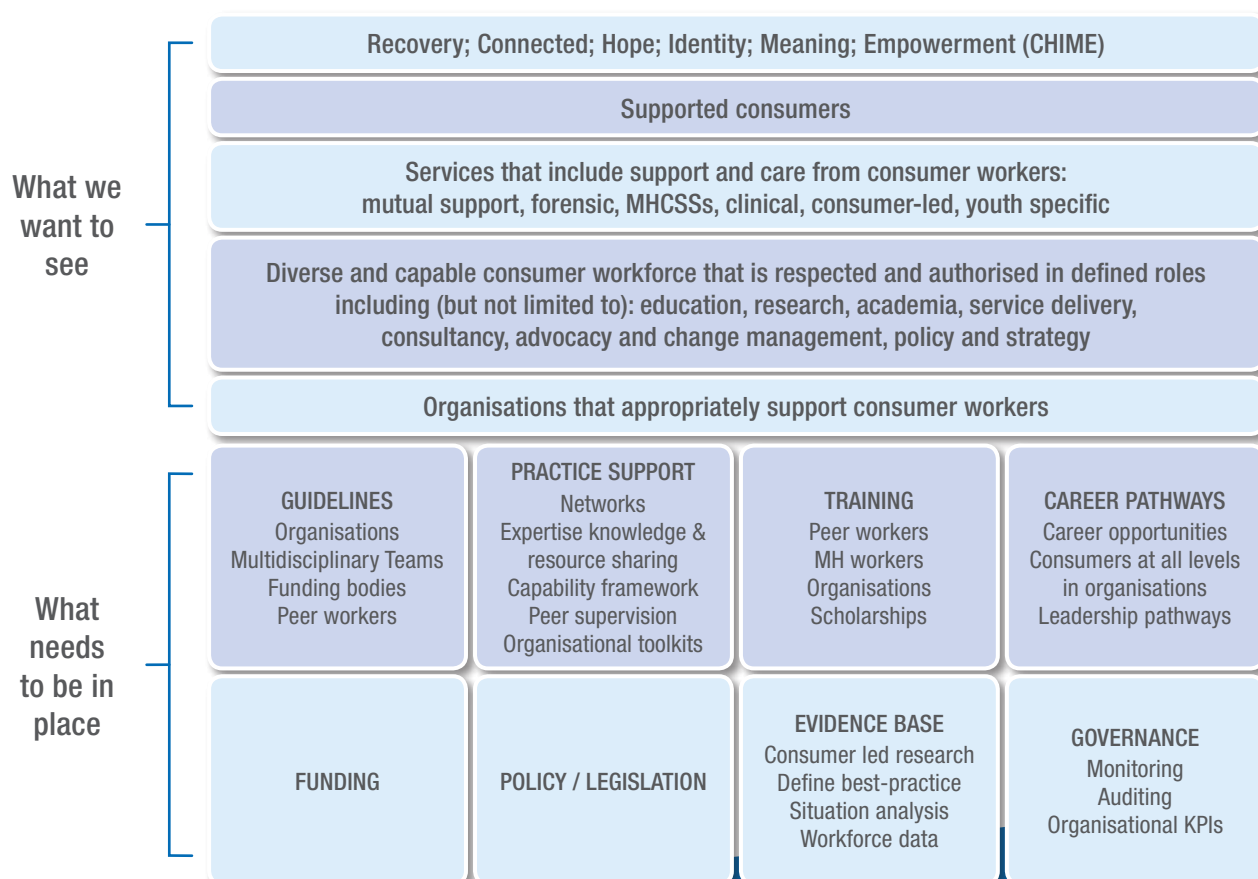 Recovery; Connected; Hope; Identity; Meaning; Empowerment (CHIME)
Supported consumers
What we
want to
see
Services that include support and care from consumer workers:
mutual support, forensic, MHCSSs, clinical, consumer-led, youth specific
Diverse and capable consumer workforce that is respected and authorised in defined roles
including (but not limited to): education, research, academia, service delivery,
consultancy, advocacy and change management, policy and strategy
Organisations that appropriately support consumer workers
What
needs
to be in
place
GUIDELINES
Organisations
Multidisciplinary Teams
Funding bodies
Peer workers
PRACTICE SUPPORT
Networks
Expertise knowledge &
resource sharing
Capability framework
Peer supervision
Organisational toolkits
TRAINING
Peer workers
MH workers
Organisations
Scholarships
CAREER PATHWAYS
Career opportunities
Consumers at all levels
in organisations
Leadership pathways
FUNDING
POLICY / LEGISLATION
EVIDENCE BASE
Consumer led research
Define best-practice
Situation analysis
Workforce data
GOVERNANCE
Monitoring
Auditing
Organisational KPIs